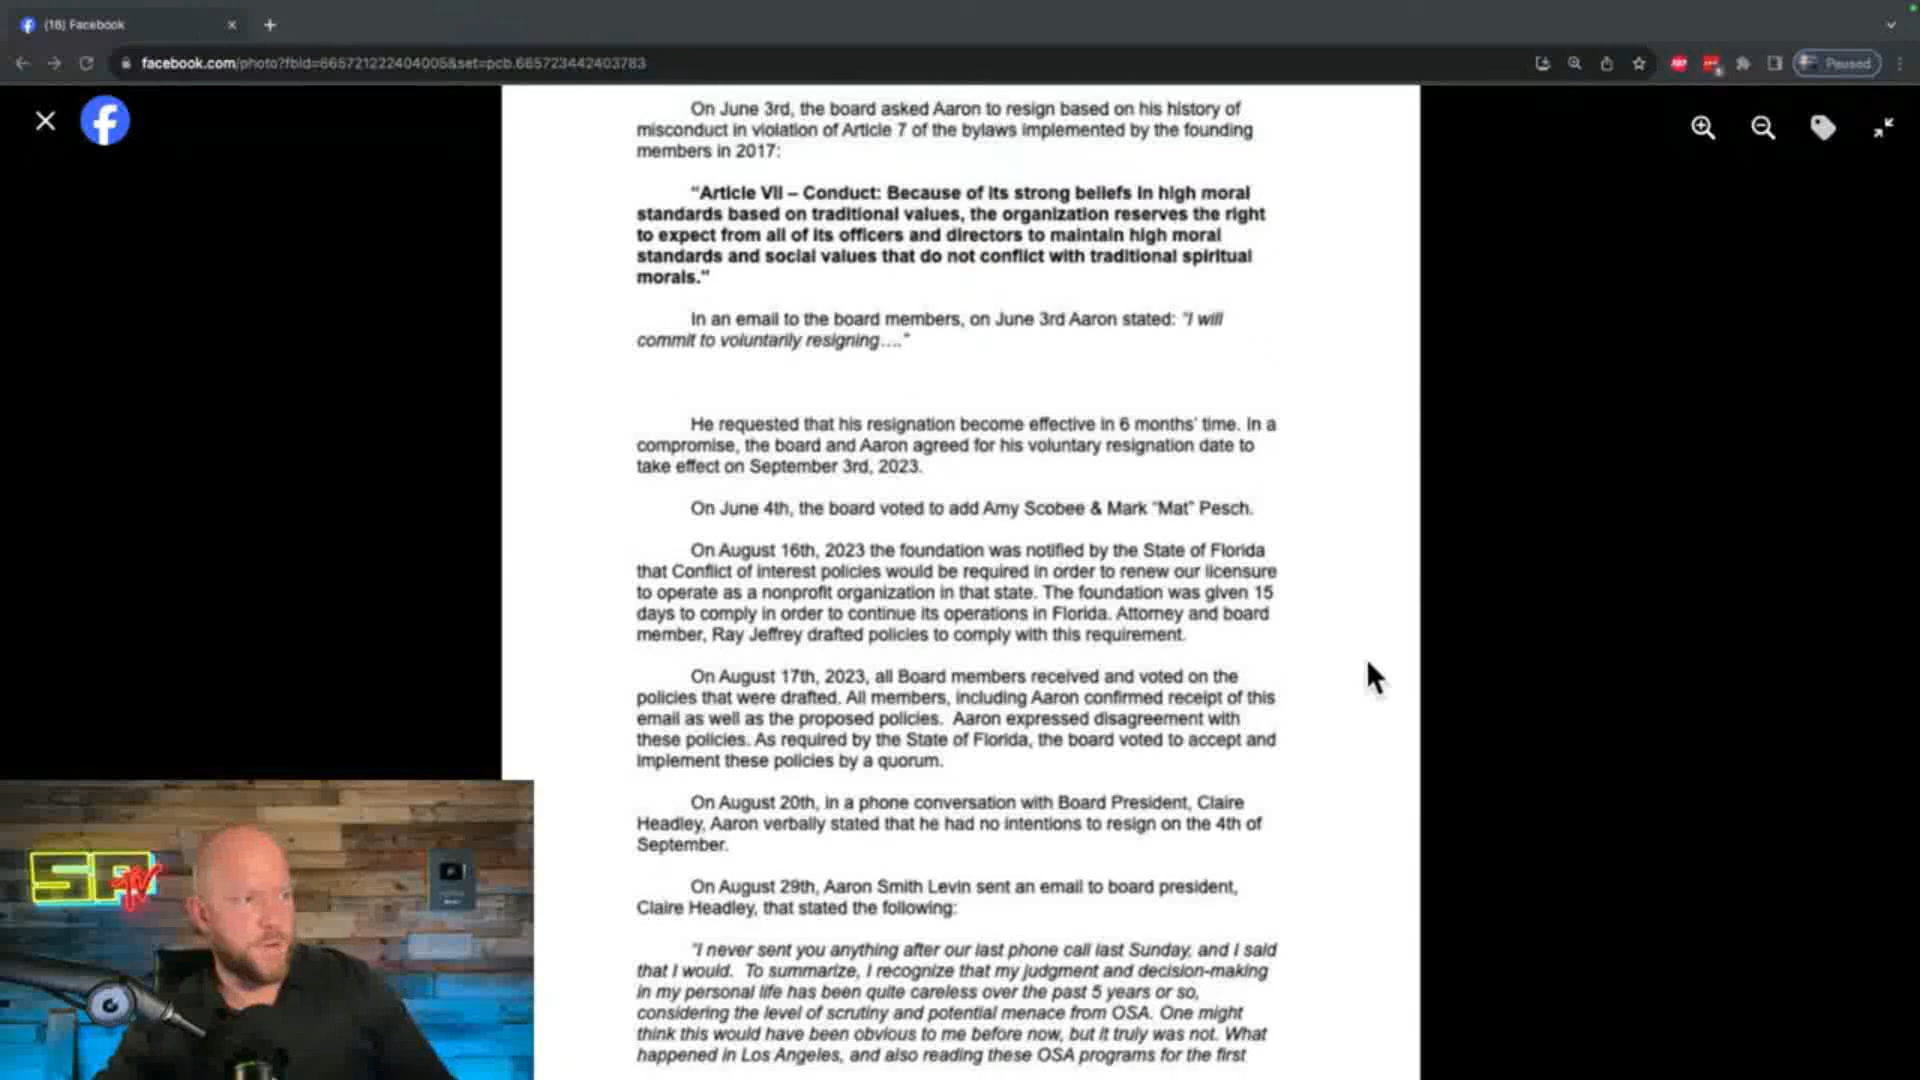 (16) Facebook
facebook.com/photo?fbid=665721222404005&set=pcb.665723442403783
Paused
On June 3rd, the board asked Aaron to resign based on his history of
misconduct in violation of Article 7 of the bylaws implemented by the founding
members in 2017:
"Article VII – Conduct: Because of its strong beliefs in high moral
standards based on traditional values, the organization reserves the right
to expect from all of its officers and directors to maintain high moral
standards and social values that do not conflict with traditional spiritual
morals."
In an email to the board members, on June 3rd Aaron stated: "I will
commit to voluntarily resigning...."
He requested that his resignation become effective in 6 months' time. In a
compromise, the board and Aaron agreed for his voluntary resignation date to
take effect on September 3rd, 2023.
On June 4th, the board voted to add Amy Scobee & Mark "Mat" Pesch.
On August 16th, 2023 the foundation was notified by the State of Florida
that Conflict of interest policies would be required in order to renew our licensure
to operate as a nonprofit organization in that state. The foundation was given 15
days to comply in order to continue its operations in Florida. Attorney and board
member, Ray Jeffrey drafted policies to comply with this requirement.
On August 17th, 2023, all Board members received and voted on the
policies that were drafted. All members, including Aaron confirmed receipt of this
email as well as the proposed policies. Aaron expressed disagreement with
these policies. As required by the State of Florida, the board voted to accept and
implement these policies by a quorum.
On August 20th, in a phone conversation with Board President, Claire
Headley, Aaron verbally stated that he had no intentions to resign on the 4th of
September.
On August 29th, Aaron Smith Levin sent an email to board president,
Claire Headley, that stated the following:
"I never sent you anything after our last phone call last Sunday, and I said
that I would. To summarize, I recognize that my judgment and decision-making
in my personal life has been quite careless over the past 5 years or so,
considering the level of scrutiny and potential menace from OSA. One might
think this would have been obvious to me before now, but it truly was not. What
happened in Los Angeles, and also reading these OSA programs for the first
SP
TV